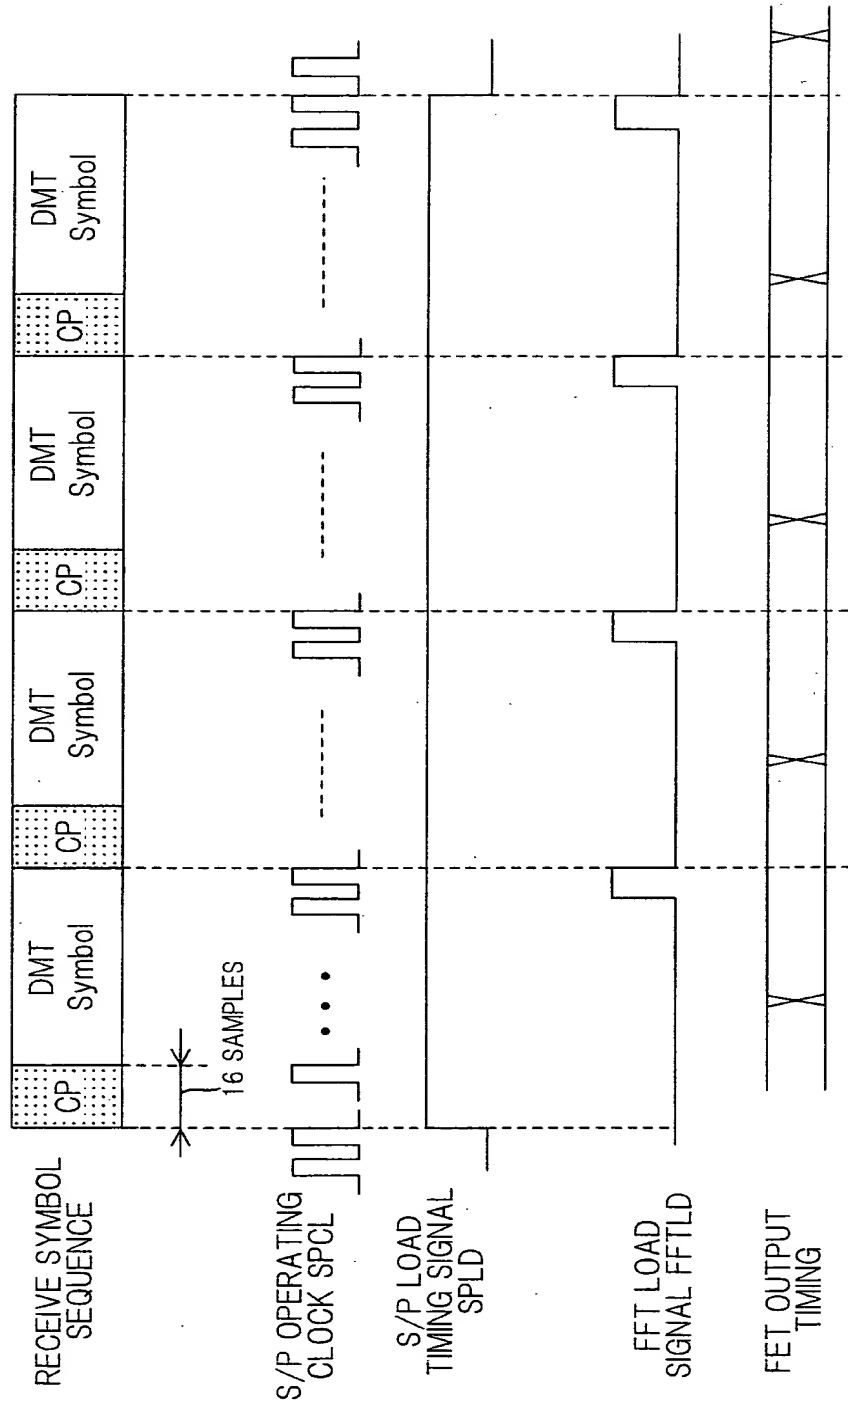 RECEIVE SYMBOL
SEQUENCE
CP
DMT
Symbol
CP
DMT
Symbol
CP
DMT
Symbol
CP
DMT
Symbol
16 SAMPLES
S/P OPERATING
CLOCK SPCL
S/P LOAD
TIMING SIGNAL
SPLD
FFT LOAD
SIGNAL FFTLD
FET OUTPUT
TIMING